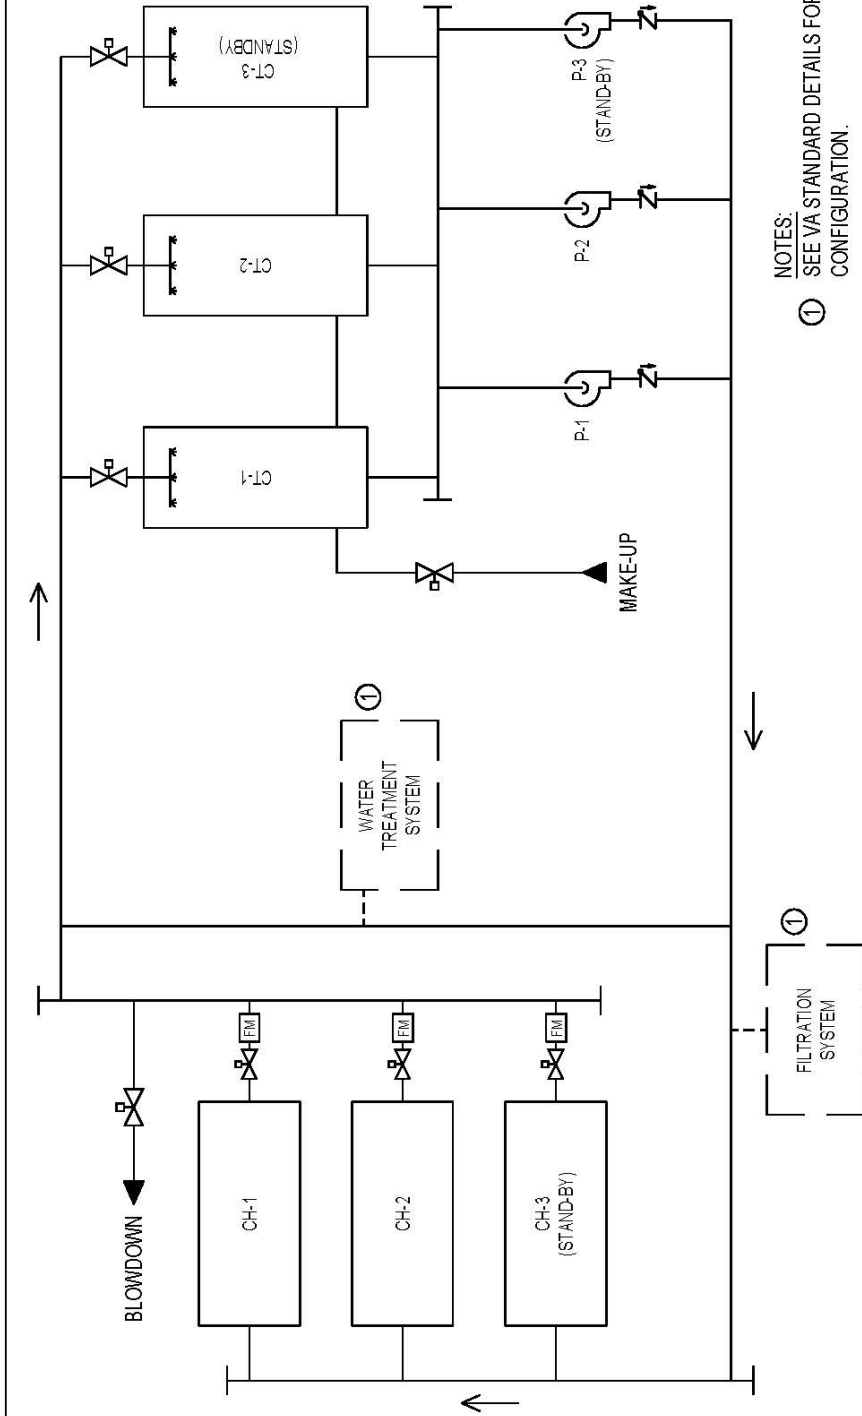 BLOWDOWN
CH-1
CH-2
CH-3
(STAND-BY)
FM
FM
FM
FILTRATION
SYSTEM
1
WATER
TREATMENT
SYSTEM
1
MAKE-UP
CT-1
CT-2
CT-3
(STANDBY)
P-1
P-2
P-3
(STAND-BY)
NOTES:
1
SEE VA STANDARD DETAILS FOR
CONFIGURATION.